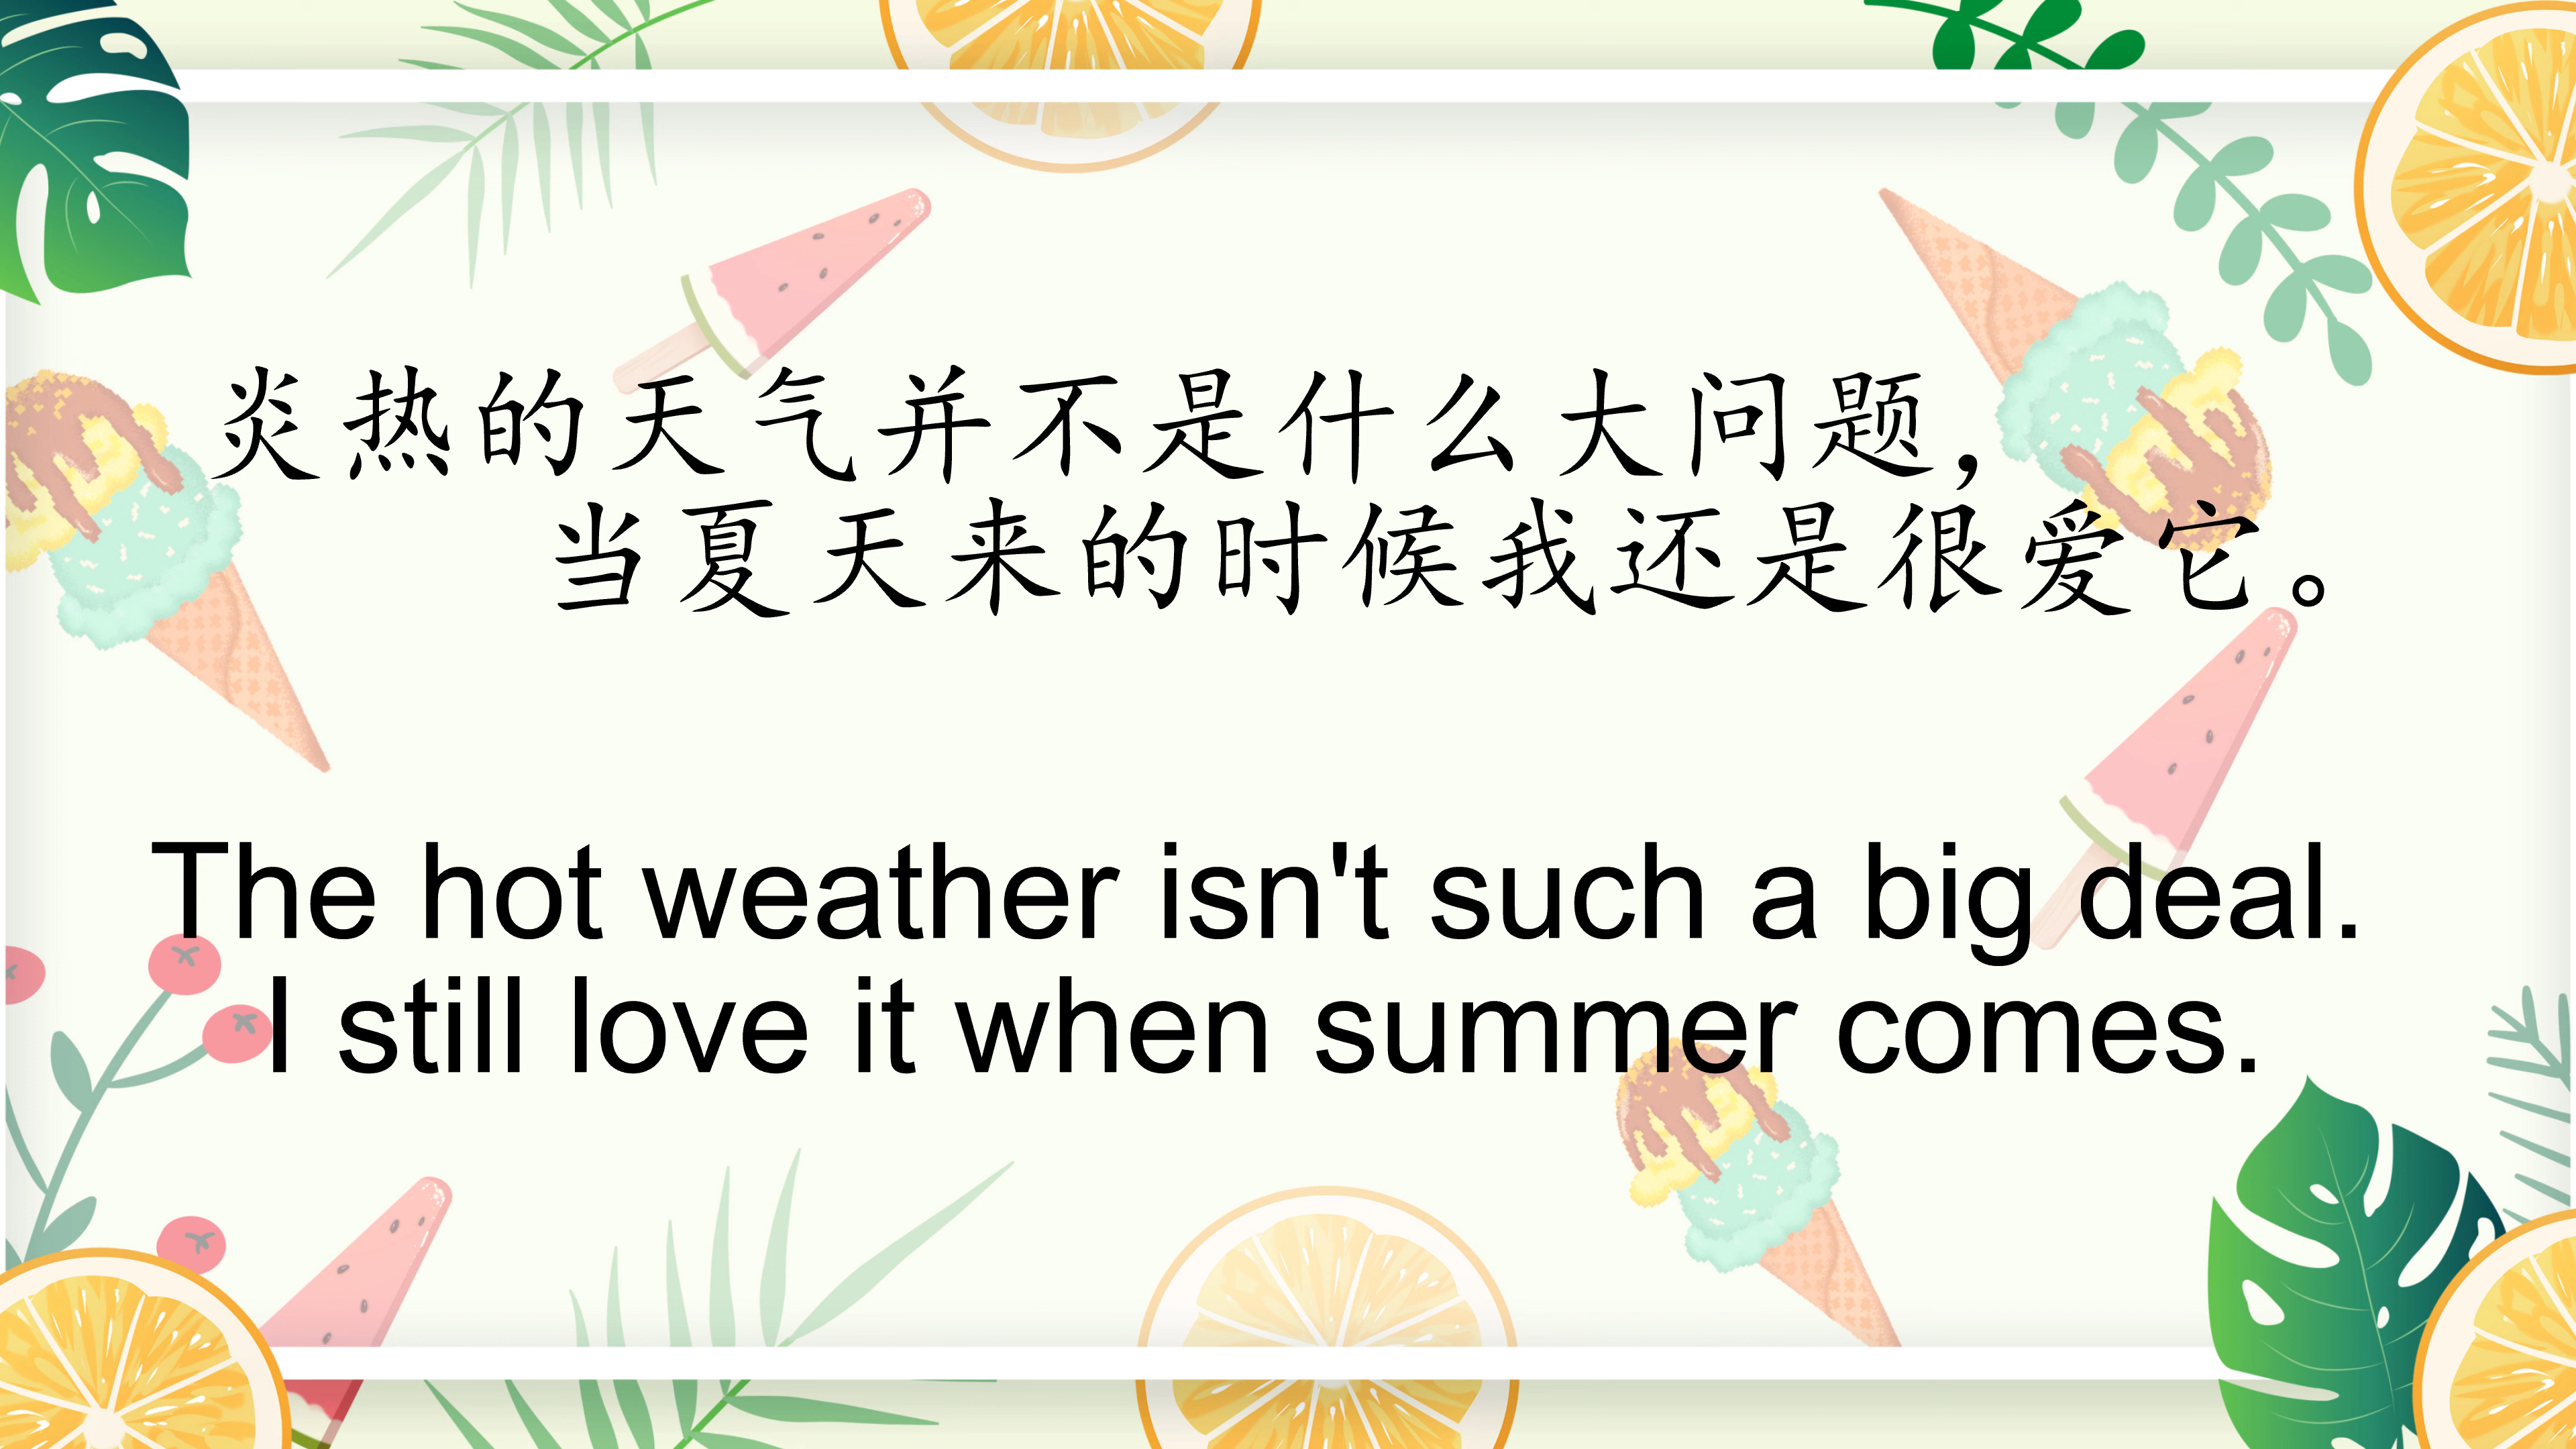 炎热的天气并不是什么大问题，
当夏天来的时候我还是很爱它。
The hot weather isn't such a big deal.
I still love it when summer comes.